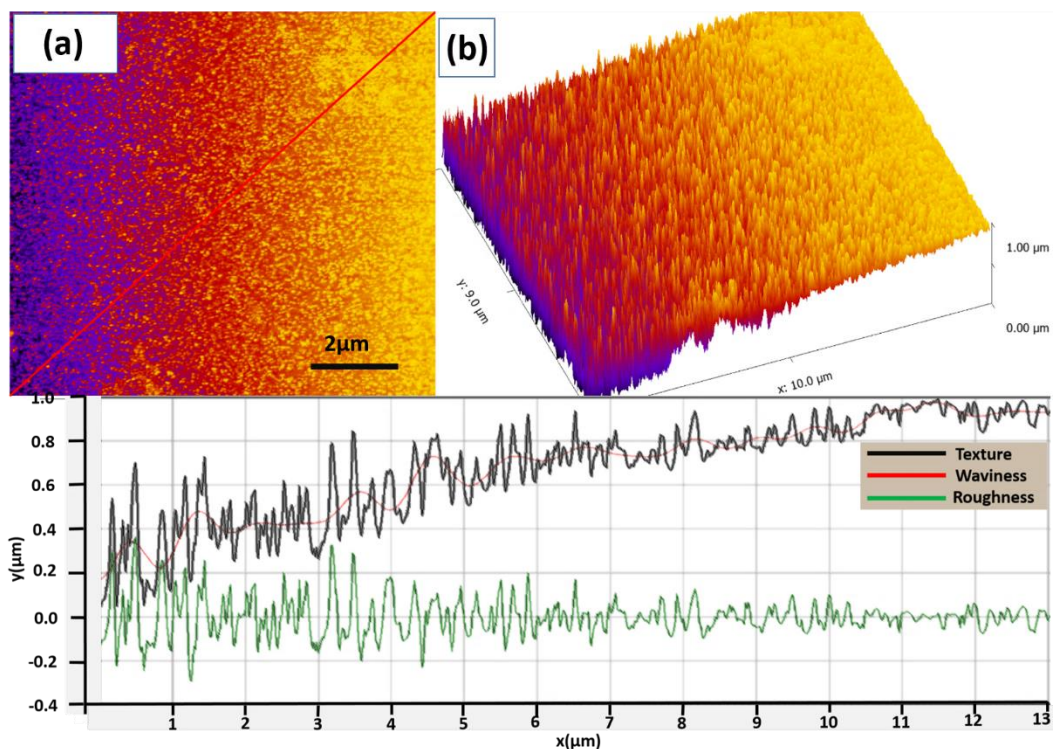 (a)
2μm
(b)
1.00 μm
0.00 μm
y: 9.0 μm
x: 10.0 μm
1.0
0.8
0.6
0.4
0.2
0.0
-0.2
-0.4
y(μm)
Texture
Waviness
Roughness
1 2 3 4 5 6 7 8 9 10 11 12 13
x(μm)